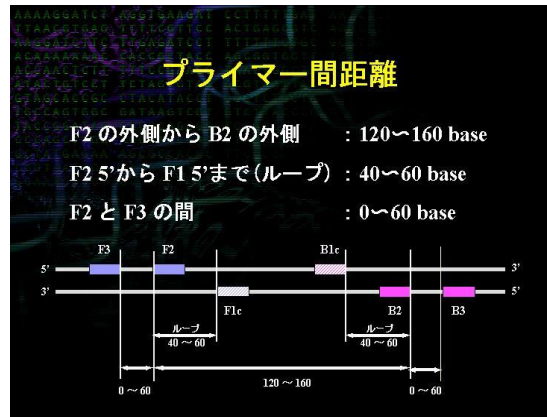 プライマー間距離
F2 の外側から B2 の外側 : 120〜160 base
F2 5’から F1 5’まで(ループ) : 40〜60 base
F2 と F3 の間 : 0〜60 base
F3 F2 B1c
5’ 3’
3’ 5’
F1c B2 B3
ループ ループ
40 〜 60 40 〜 60
0 〜 60 120 〜 160 0 〜 60